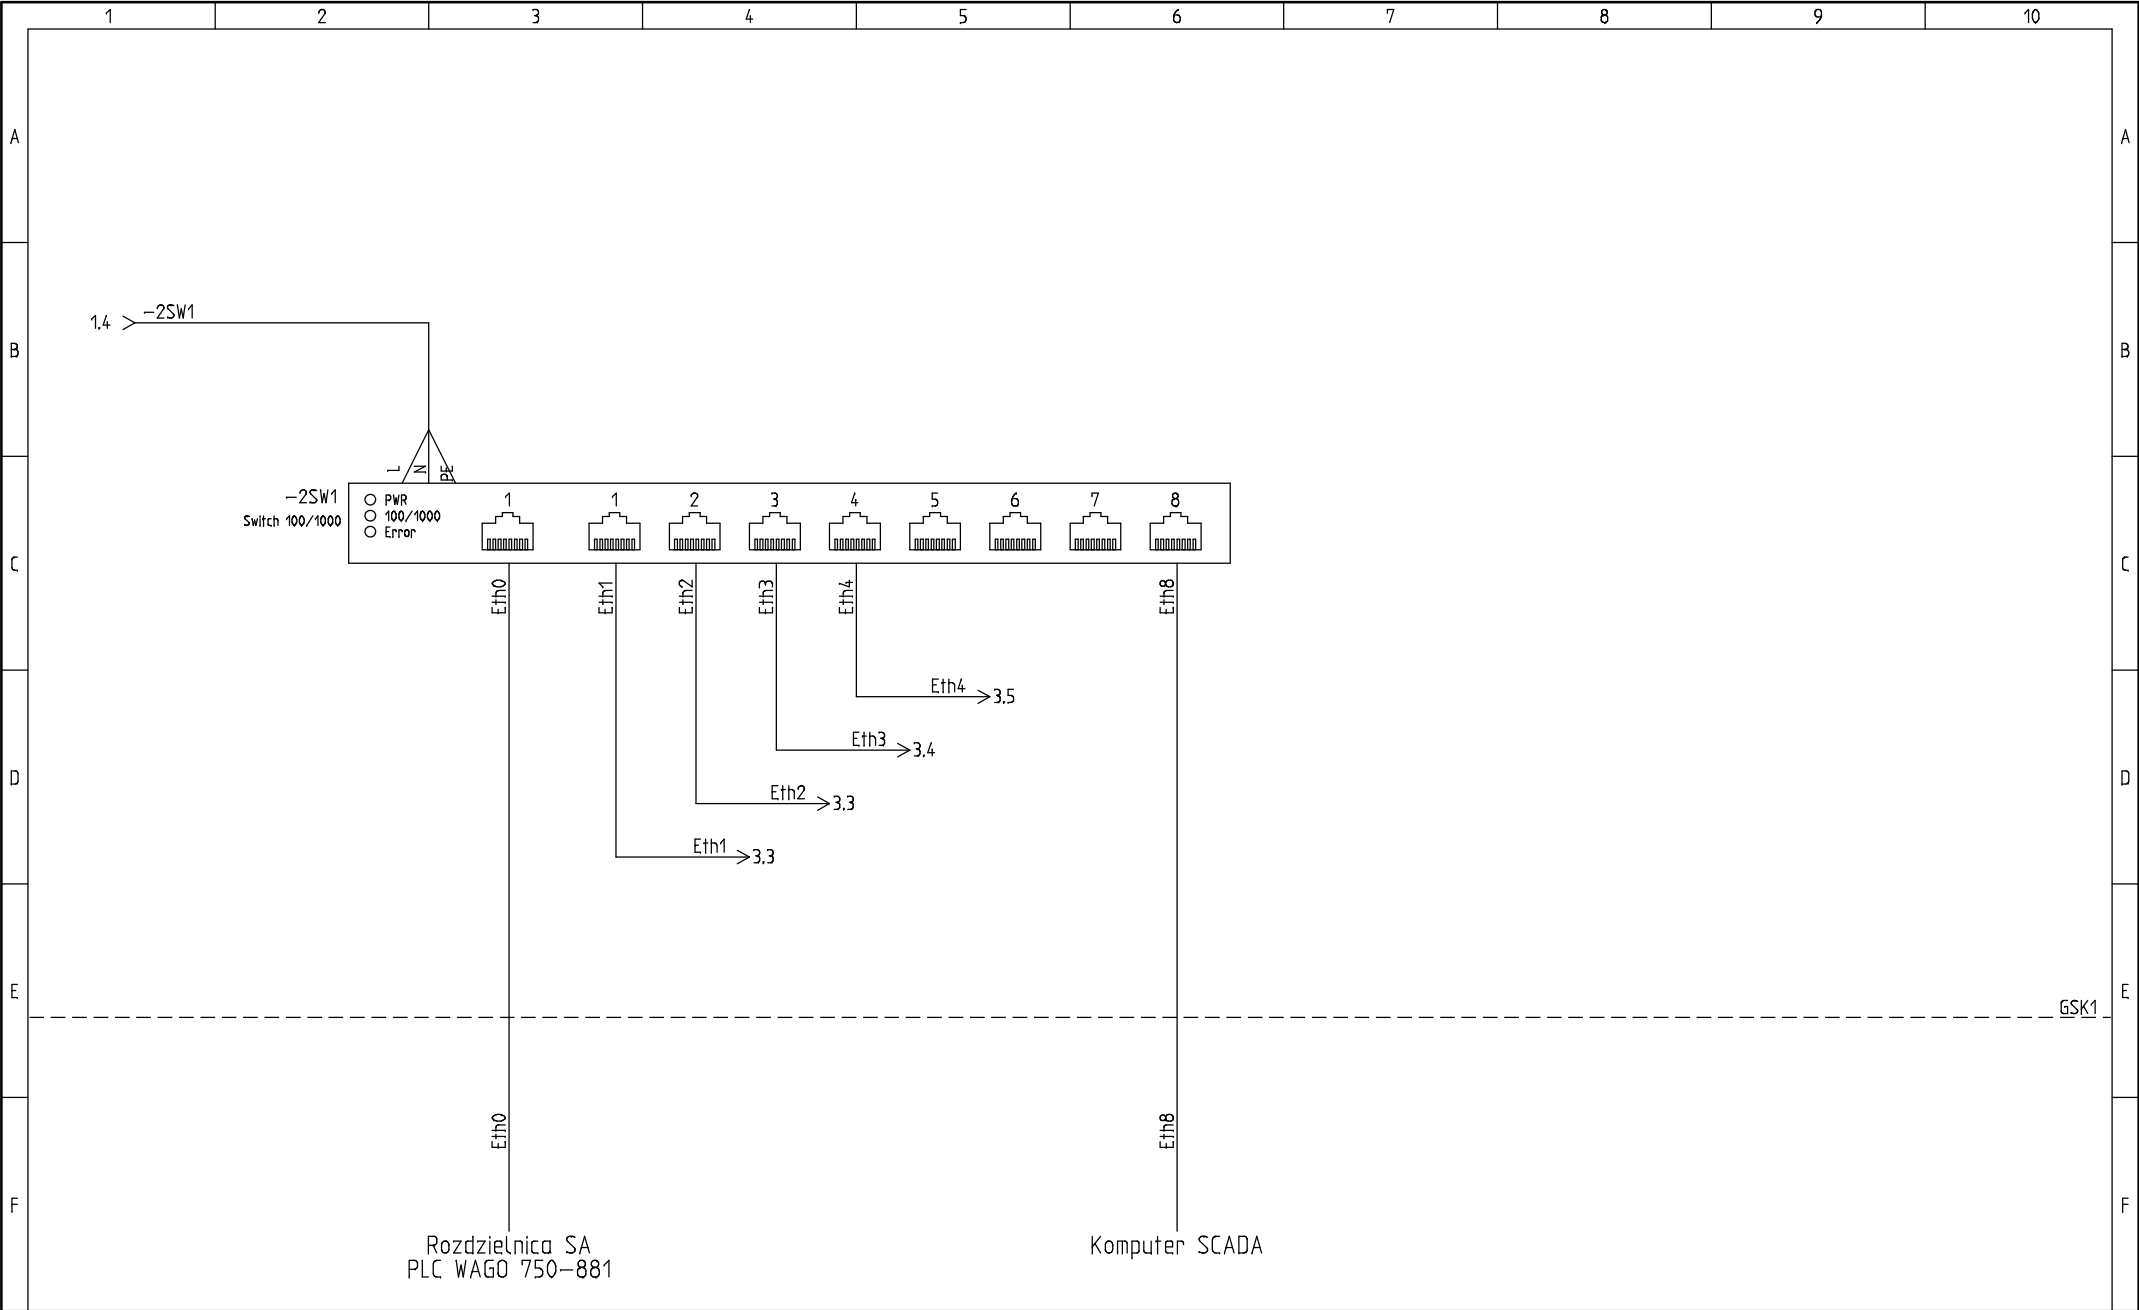 1 2 3 4 5 6 7 8 9 10
A A
-2SW1
1.4
B B
L N PE
-2SW1 PWR 1 1 2 3 4 5 6 7 8
Switch 100/1000 100/1000
Error
C C
Eth0 Eth1 Eth2 Eth3 Eth4 Eth8
Eth4 3.5
Eth3 3.4
D D
Eth2 3.3
Eth1 3.3
E E
GSK1
Eth0 Eth8
F F
Rozdzielnica SA Komputer SCADA
PLC WAGO 750-881